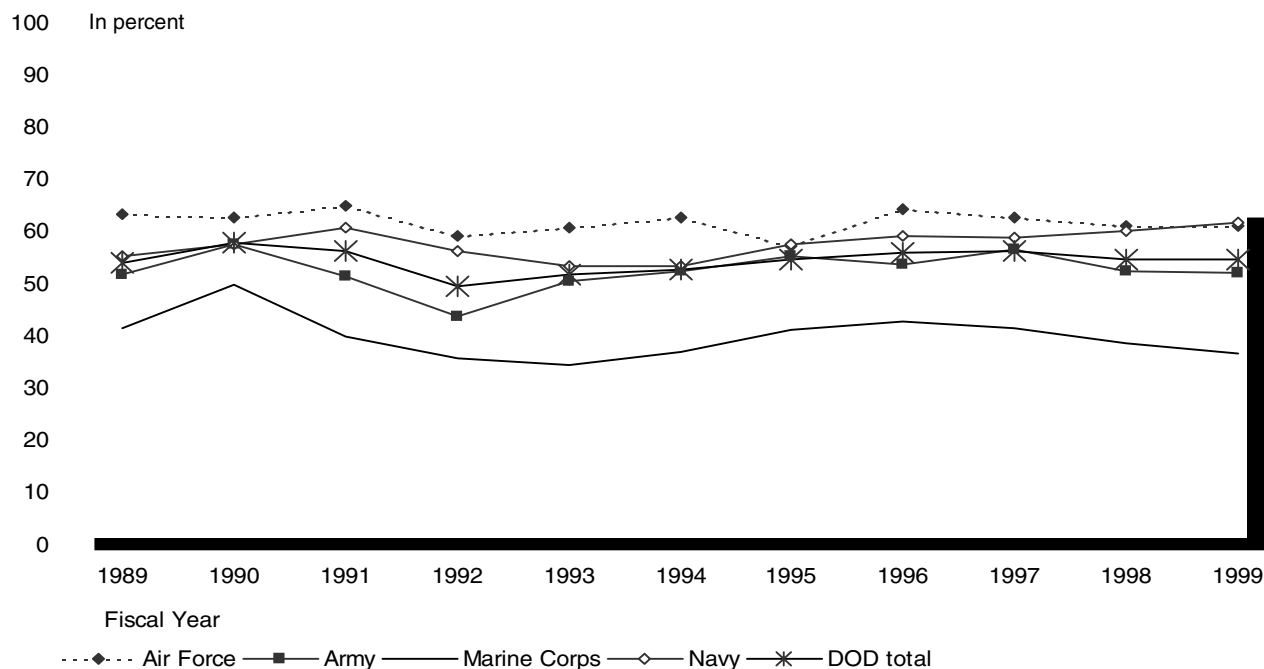 100 In percent
90
80
70
60
50
40
30
20
10
0
1989 1990 1991 1992 1993 1994 1995 1996 1997 1998 1999
Fiscal Year
Air Force Army Marine Corps Navy DOD total